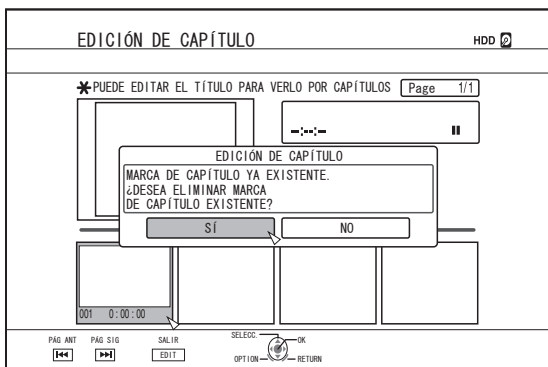 EDICIÓN DE CAPÍTULO HDD
✱PUEDE EDITAR EL TÍTULO PARA VERLO POR CAPÍTULOS Page 1/1
–:––:–
EDICIÓN DE CAPÍTULO
MARCA DE CAPÍTULO YA EXISTENTE.
¿DESEA ELIMINAR MARCA
DE CAPÍTULO EXISTENTE?
SÍ NO
001 0:00:00
PÁG ANT PÁG SIG SALIR SELECC. OK
EDIT OPTION RETURN